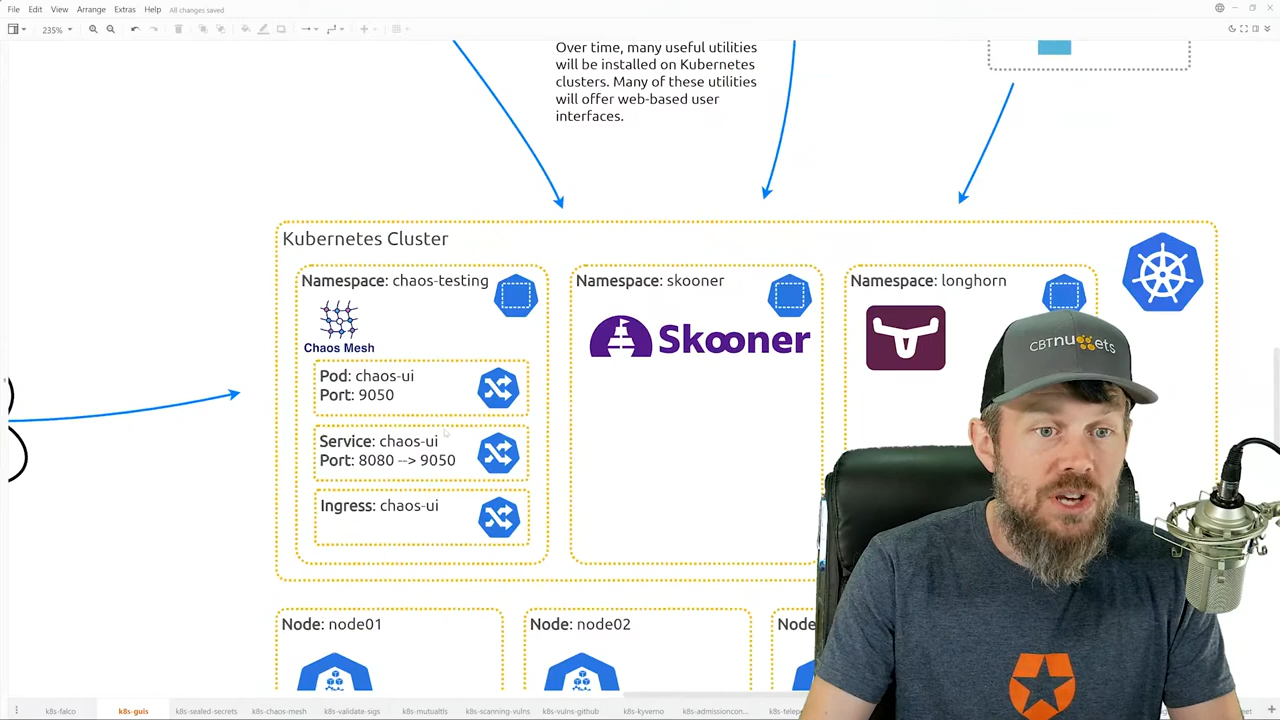 File Edit View Arrange Extras Help All changes saved
235%
Over time, many useful utilities
will be installed on Kubernetes
clusters. Many of these utilities
will offer web-based user
interfaces.
Kubernetes Cluster
Namespace: chaos-testing
Chaos Mesh
Pod: chaos-ui
Port: 9050
Service: chaos-ui
Port: 8080 --> 9050
Ingress: chaos-ui
Namespace: skooner
Skooner
Namespace: longhorn
CBTnuggets
Node: node01
Node: node02
k8s-falco k8s-guis k8s-sealed-secrets k8s-chaos-mesh k8s-validate-sigs k8s-mutualtls k8s-scanning-vulns k8s-vulns-github k8s-kyverno k8s-admissioncon...